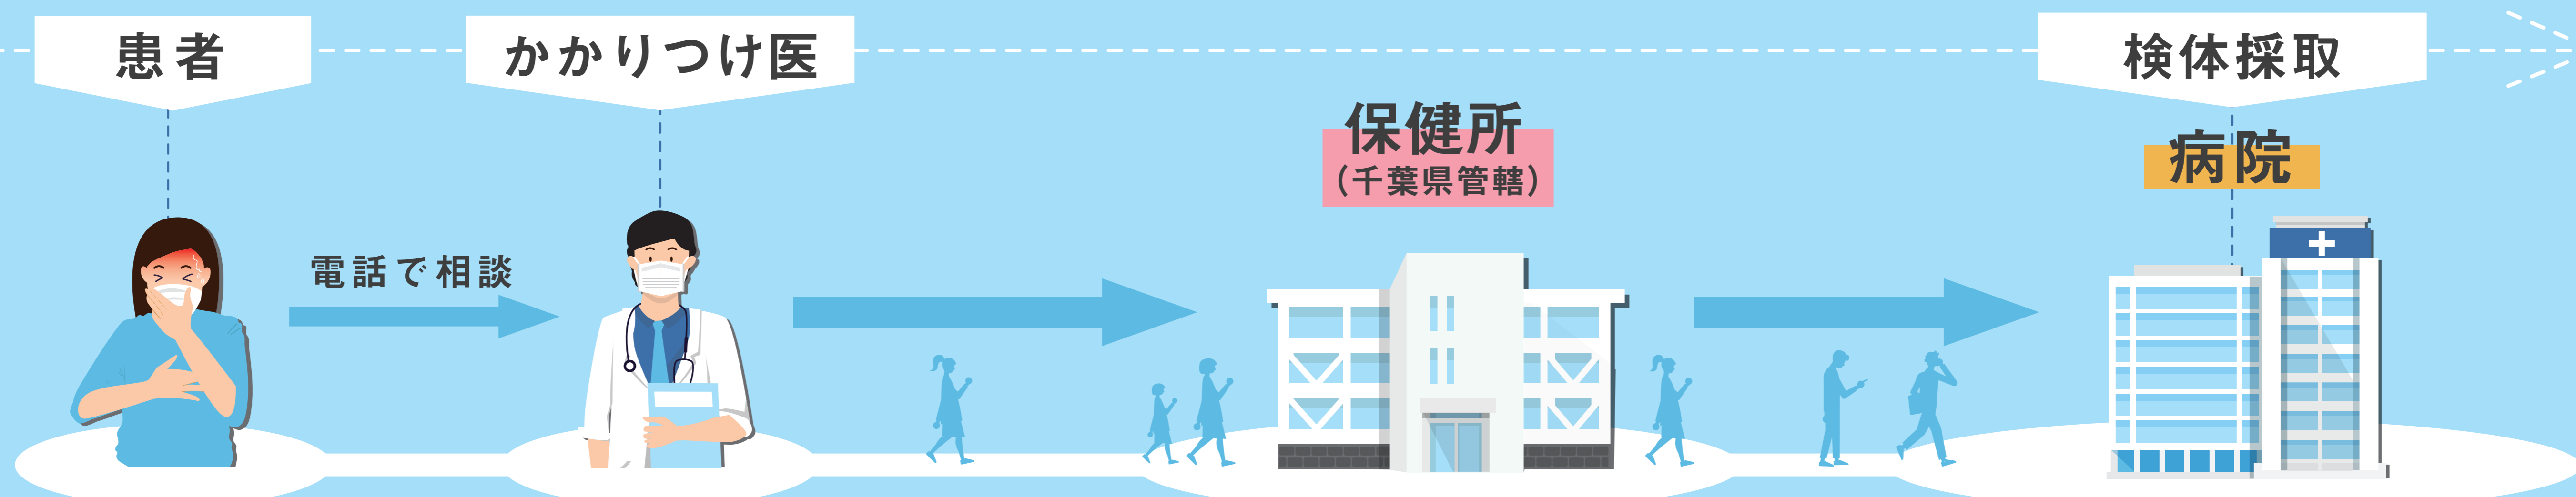 患者
かかりつけ医
検体採取
保健所
(千葉県管轄)
病院
電話で相談